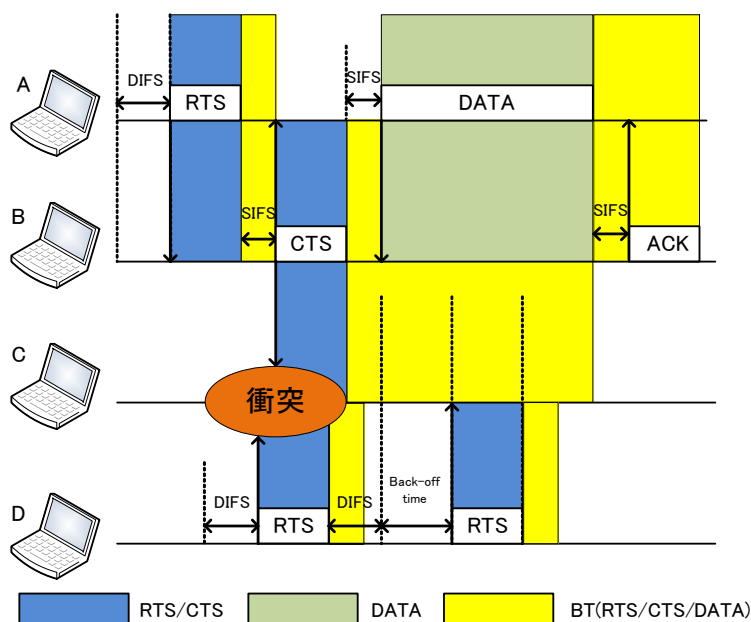 A
DIFS
RTS
SIFS
DATA
B
SIFS
CTS
SIFS
ACK
C
衝突
D
DIFS
RTS
DIFS
Back-off
time
RTS
RTS/CTS
DATA
BT(RTS/CTS/DATA)